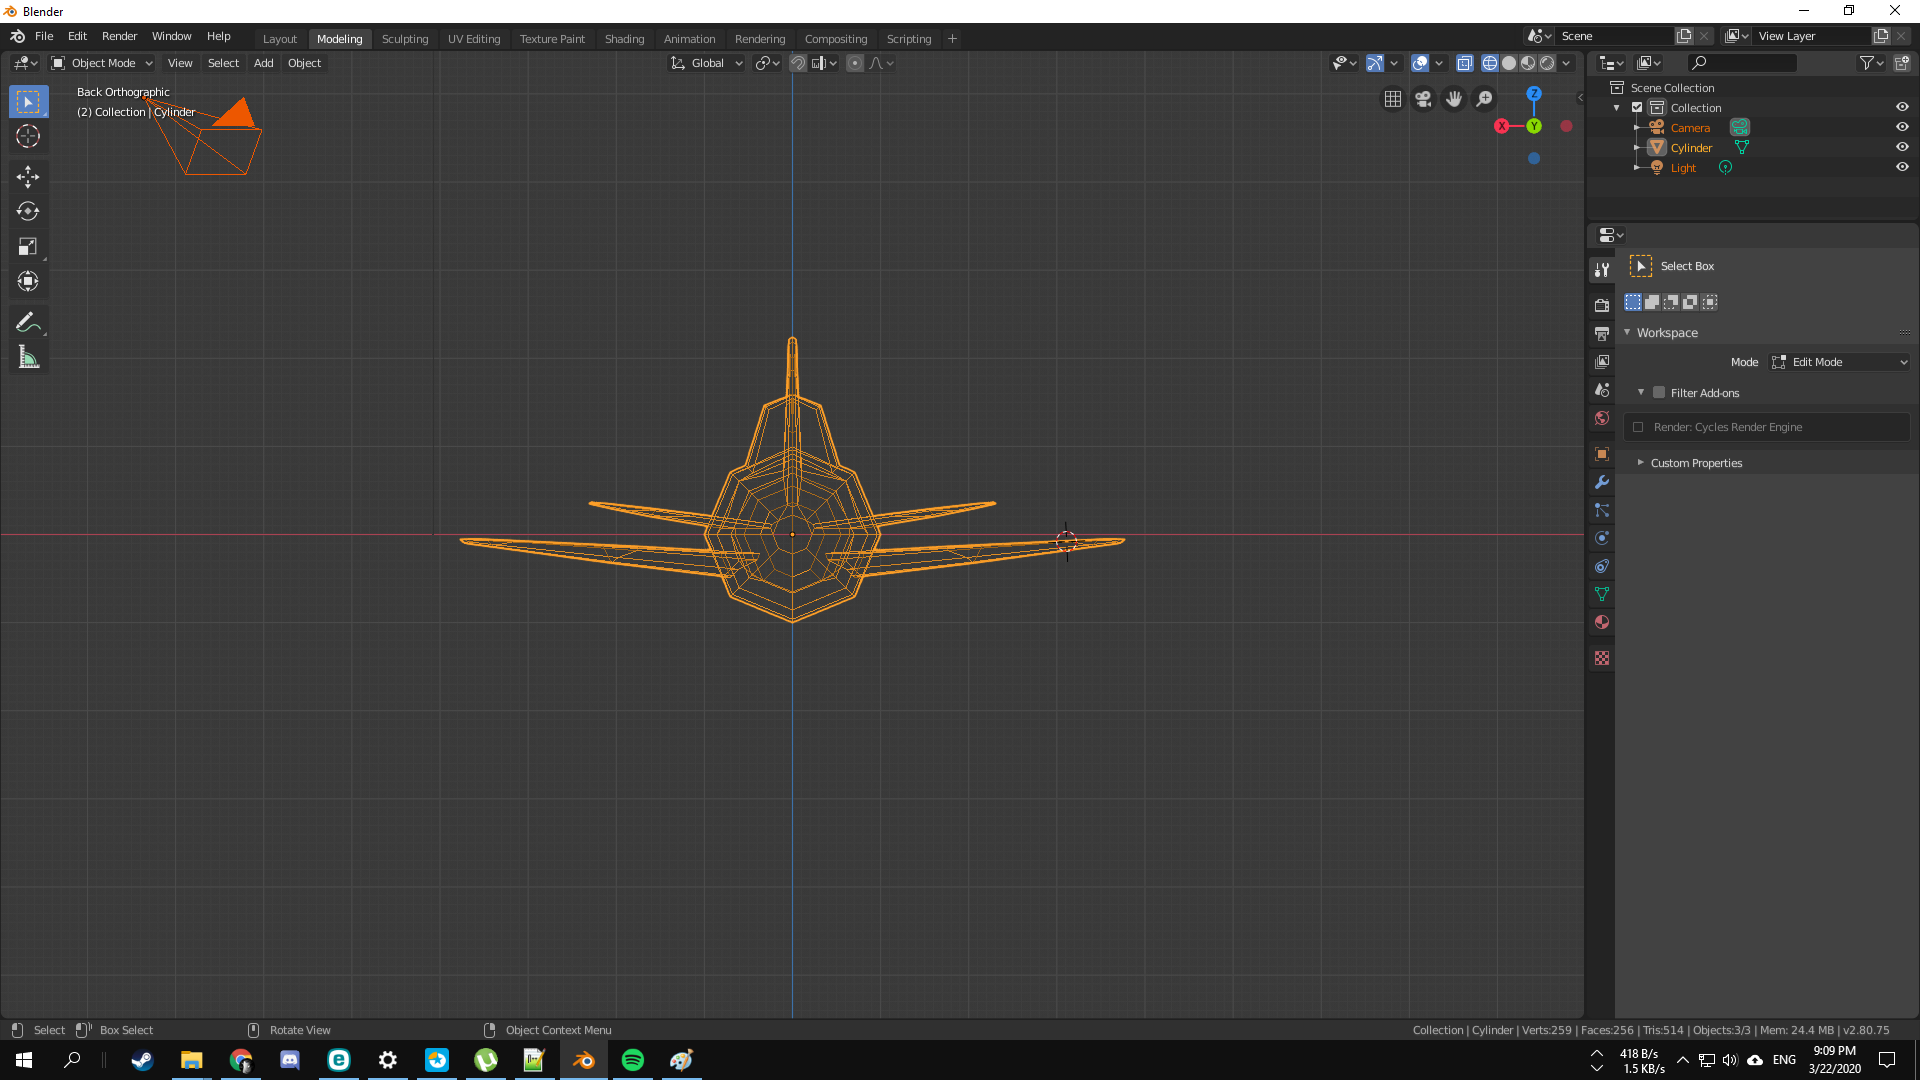 Blender
File Edit Render Window Help
Layout Modeling Sculpting UV Editing Texture Paint Shading Animation Rendering Compositing Scripting +
Scene
View Layer
Object Mode View Select Add Object
Global
Back Orthographic
(2) Collection | Cylinder
Z
X
Y
Scene Collection
Collection
Camera
Cylinder
Light
Select Box
Workspace
Mode Edit Mode
Filter Add-ons
Render: Cycles Render Engine
Custom Properties
Select Box Select Rotate View Object Context Menu
Collection | Cylinder | Verts:259 | Faces:256 | Tris:514 | Objects:3/3 | Mem: 24.4 MB | v2.80.75
418 B/s
1.5 KB/s
ENG
9:09 PM
3/22/2020